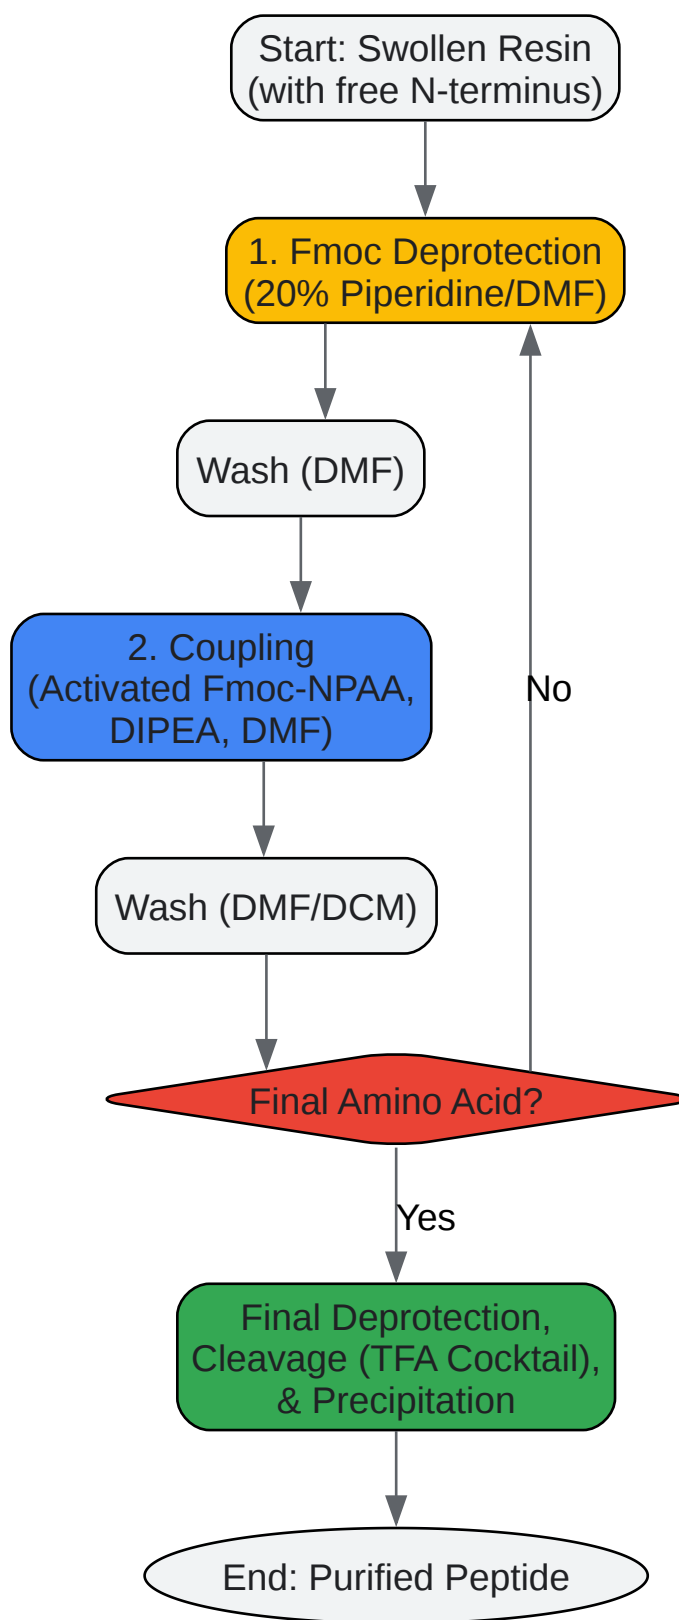 Start: Swollen Resin
(with free N-terminus)
1. Fmoc Deprotection
(20% Piperidine/DMF)
Wash (DMF)
2. Coupling
(Activated Fmoc-NPAA,
DIPEA, DMF)
No
Wash (DMF/DCM)
Final Amino Acid?
Yes
Final Deprotection,
Cleavage (TFA Cocktail),
& Precipitation
End: Purified Peptide